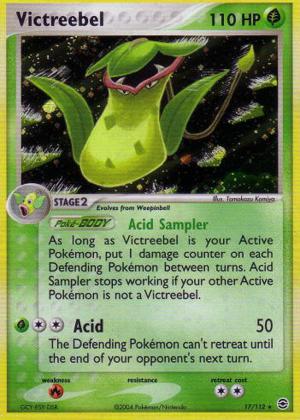 Victreebel 110 HP
Illus. Tomokazu Komiya
STAGE2 Evolves from Weepinbell
Poké-BODY Acid Sampler
As long as Victreebel is your Active
Pokémon, put 1 damage counter on each
Defending Pokémon between turns. Acid
Sampler stops working if your other Active
Pokémon is not a Victreebel.
Acid 50
The Defending Pokémon can't retreat until
the end of your opponent's next turn.
weakness resistance retreat cost
©2004 Pokémon/Nintendo 17/112